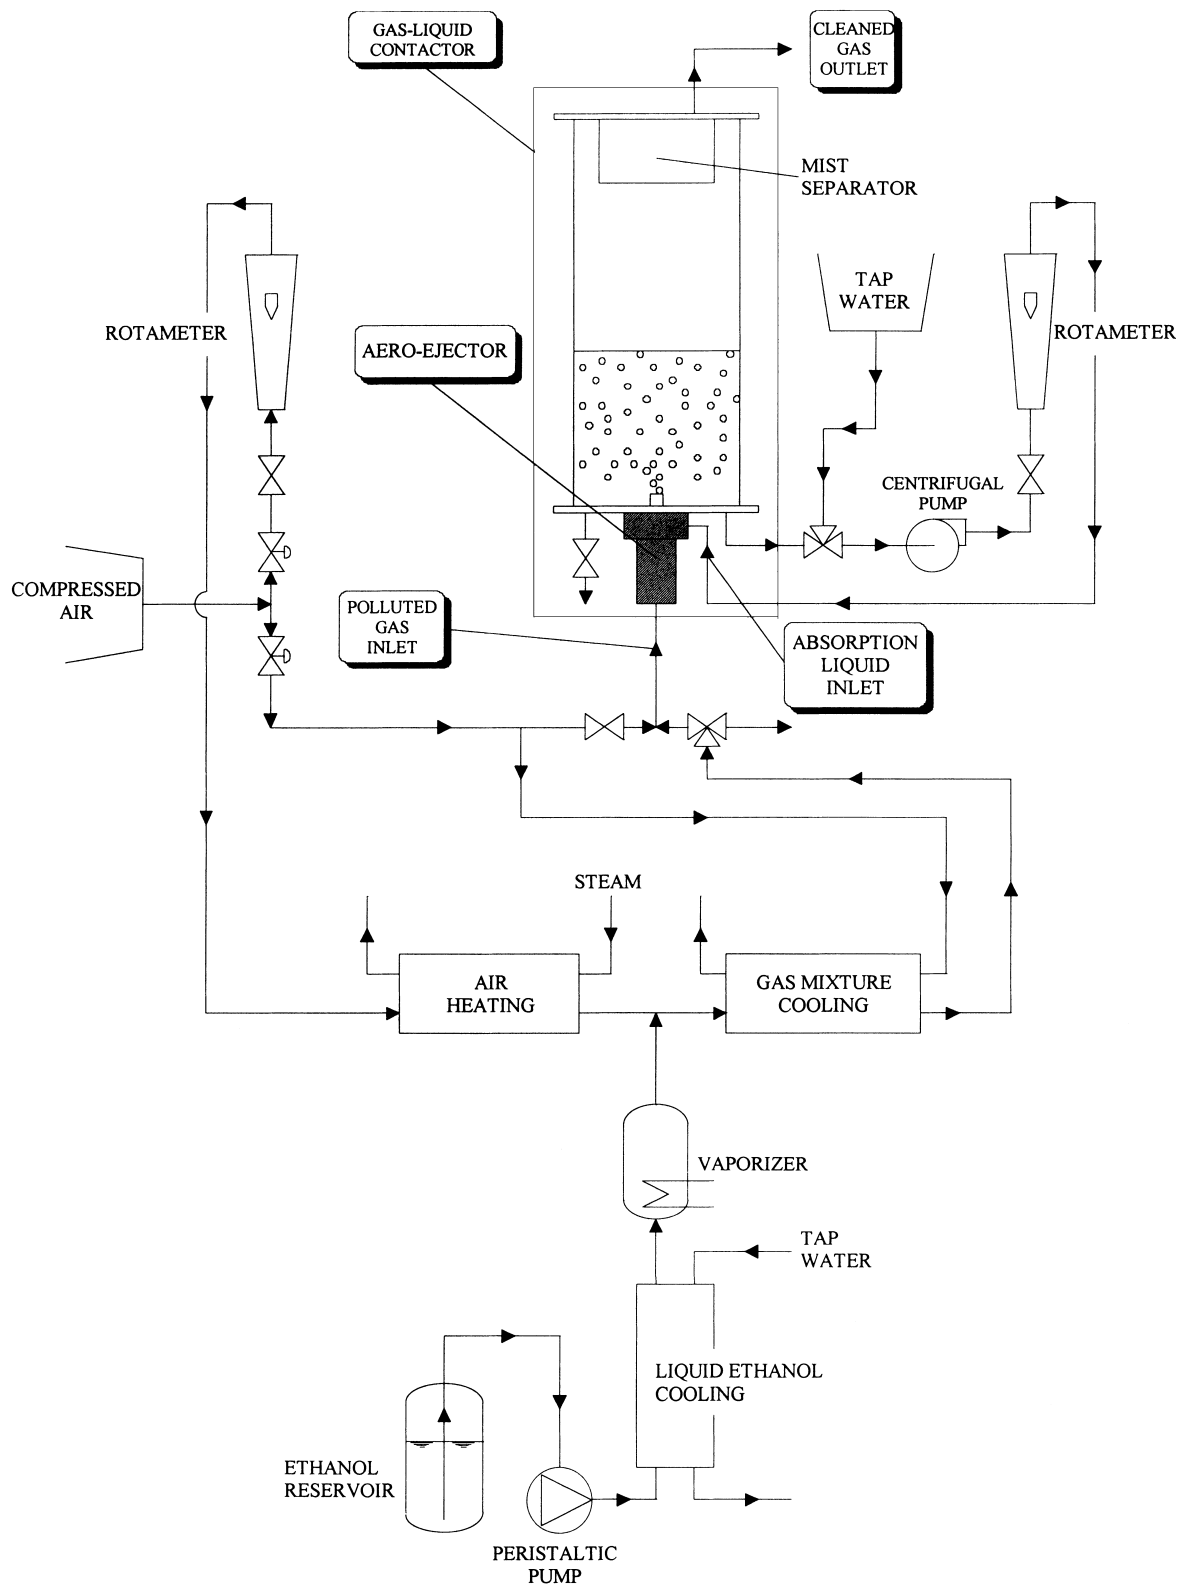 GAS-LIQUID
CONTACTOR
CLEANED
GAS
OUTLET
MIST
SEPARATOR
TAP
WATER
ROTAMETER
ROTAMETER
AERO-EJECTOR
CENTRIFUGAL
PUMP
COMPRESSED
AIR
POLLUTED
GAS
INLET
ABSORPTION
LIQUID
INLET
STEAM
AIR
HEATING
GAS MIXTURE
COOLING
VAPORIZER
TAP
WATER
LIQUID ETHANOL
COOLING
ETHANOL
RESERVOIR
PERISTALTIC
PUMP